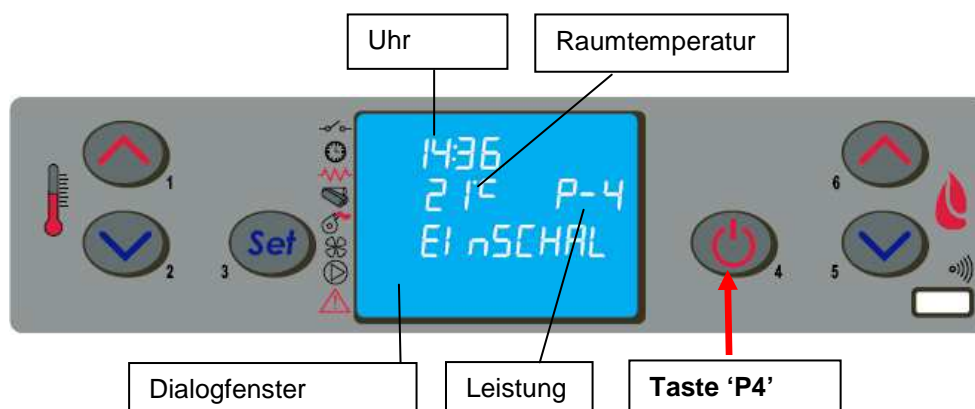 Uhr
Raumtemperatur
14:36
21°C P-4
EInSCHAL
1
2
3
Set
4
5
6
Dialogfenster
Leistung
Taste ‘P4’